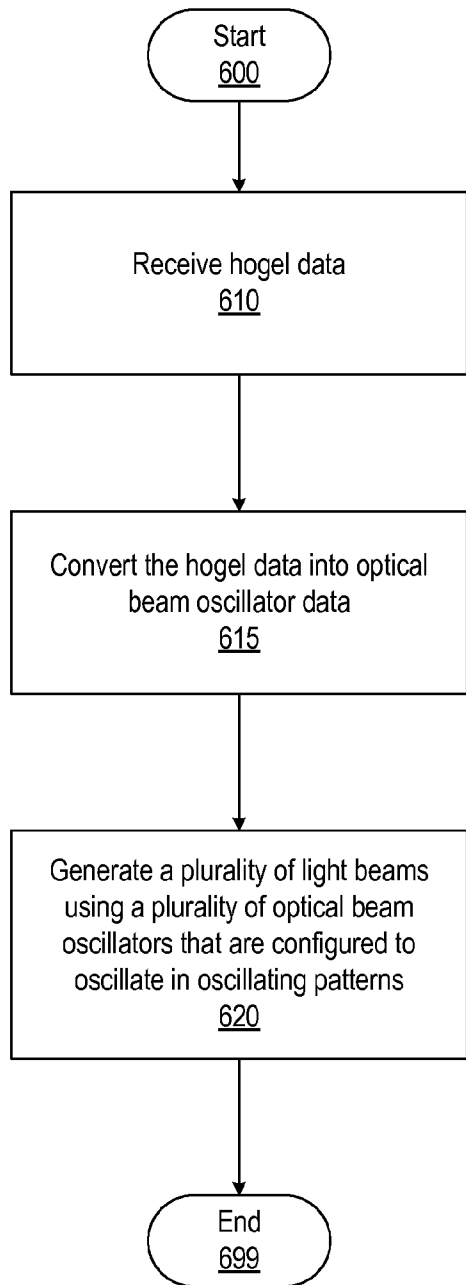 Start
600
Receive hogel data
610
Convert the hogel data into optical
beam oscillator data
615
Generate a plurality of light beams
using a plurality of optical beam
oscillators that are configured to
oscillate in oscillating patterns
620
End
699